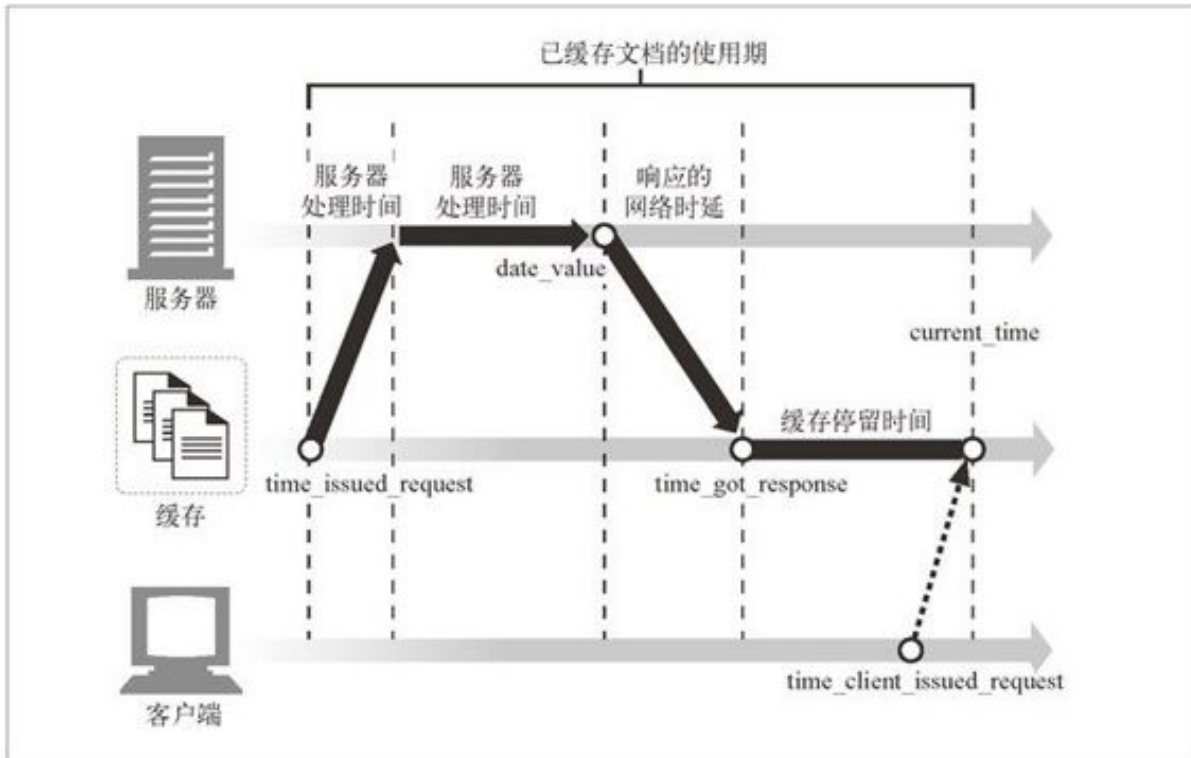 已缓存文档的使用期
服务器
处理时间
服务器
处理时间
响应的
网络时延
date_value
服务器
current_time
缓存停留时间
time_issued_request
time_got_response
缓存
time_client_issued_request
客户端